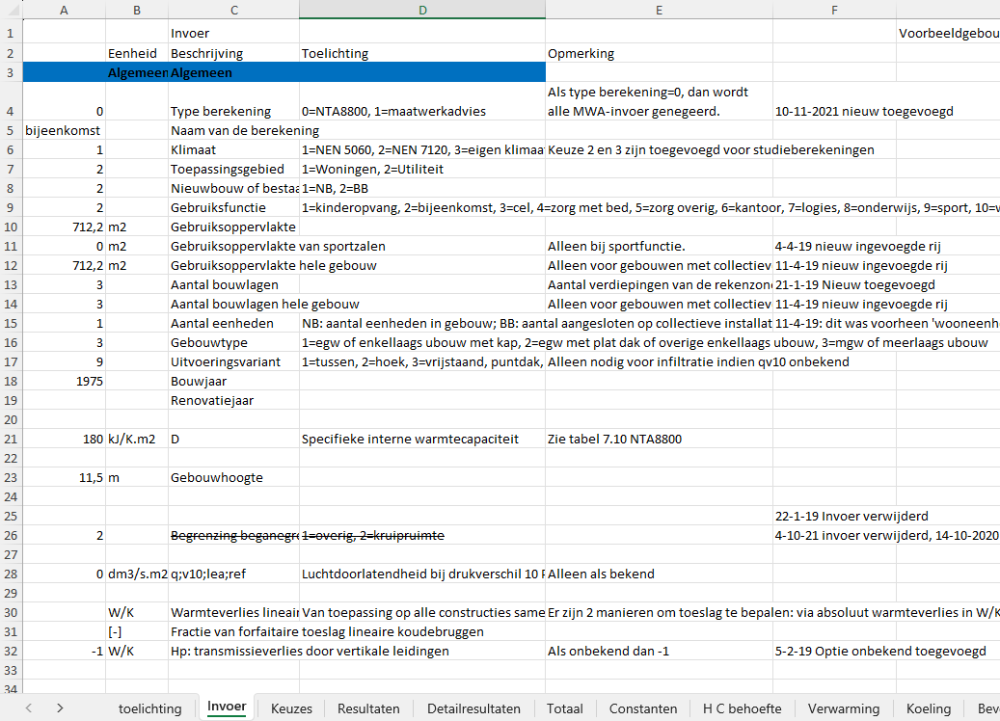 A B C D E F
1 Invoer Voorbeeldgebou
2 Eenheid Beschrijving Toelichting Opmerking
3 Algemeen Algemeen
Als type berekening=0, dan wordt
4 0 Type berekening 0=NTA8800, 1=maatwerkadvies alle MWA-invoer genegeerd. 10-11-2021 nieuw toegevoegd
5 bijeenkomst Naam van de berekening
6 1 Klimaat 1=NEN 5060, 2=NEN 7120, 3=eigen klimaa Keuze 2 en 3 zijn toegevoegd voor studieberekeningen
7 2 Toepassingsgebied 1=Woningen, 2=Utiliteit
8 2 Nieuwbouw of bestaa 1=NB, 2=BB
9 2 Gebruiksfunctie 1=kinderopvang, 2=bijeenkomst, 3=cel, 4=zorg met bed, 5=zorg overig, 6=kantoor, 7=logies, 8=onderwijs, 9=sport, 10=w
10 712,2 m2 Gebruiksoppervlakte
11 0 m2 Gebruiksoppervlakte van sportzalen Alleen bij sportfunctie. 4-4-19 nieuw ingevoegde rij
12 712,2 m2 Gebruiksoppervlakte hele gebouw Alleen voor gebouwen met collectiev 11-4-19 nieuw ingevoegde rij
13 3 Aantal bouwlagen Aantal verdiepingen van de rekenzon 21-1-19 Nieuw toegevoegd
14 3 Aantal bouwlagen hele gebouw Alleen voor gebouwen met collectiev 11-4-19 nieuw ingevoegde rij
15 1 Aantal eenheden NB: aantal eenheden in gebouw; BB: aantal aangesloten op collectieve installat 11-4-19: dit was voorheen 'wooneenh
16 3 Gebouwtype 1=egw of enkellaags ubouw met kap, 2=egw met plat dak of overige enkellaags ubouw, 3=mgw of meerlaags ubouw
17 9 Uitvoeringsvariant 1=tussen, 2=hoek, 3=vrijstaand, puntdak, Alleen nodig voor infiltratie indien qv10 onbekend
18 1975 Bouwjaar
19 Renovatiejaar
20
21 180 kJ/K.m2 D Specifieke interne warmtecapaciteit Zie tabel 7.10 NTA8800
22
23 11,5 m Gebouwhoogte
24
25 22-1-19 Invoer verwijderd
26 2 Begrenzing beganegro 1=overig, 2=kruipruimte 4-10-21 invoer verwijderd, 14-10-2020
27
28 0 dm3/s.m2 q;v10;lea;ref Luchtdoorlatendheid bij drukverschil 10 P Alleen als bekend
29
30 W/K Warmteverlies lineair Van toepassing op alle constructies same Er zijn 2 manieren om toeslag te bepalen: via absoluut warmteverlies in W/K
31 [-] Fractie van forfaitaire toeslag lineaire koudebruggen
32 -1 W/K Hp: transmissieverlies door vertikale leidingen Als onbekend dan -1 5-2-19 Optie onbekend toegevoegd
33
34
toelichting Invoer Keuzes Resultaten Detailresultaten Totaal Constanten H C behoefte Verwarming Koeling Bev